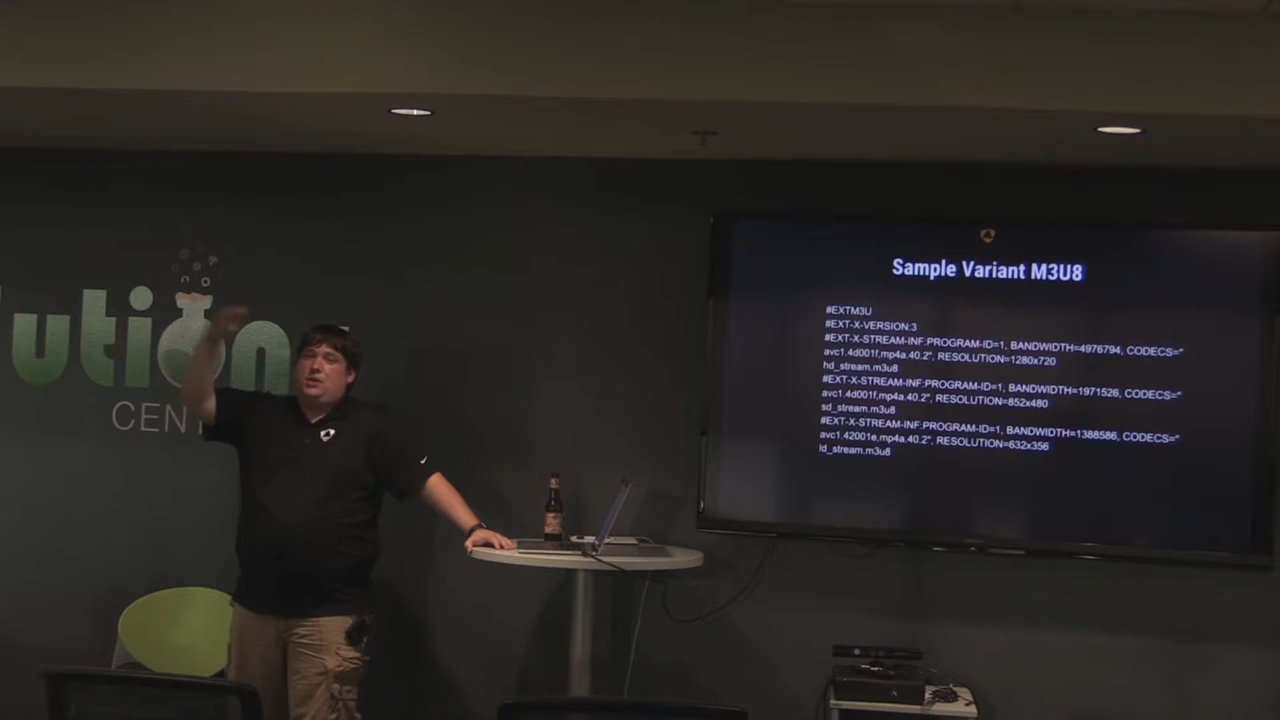 lution
CENT
Sample Variant M3U8
#EXTM3U
#EXT-X-VERSION:3
#EXT-X-STREAM-INF:PROGRAM-ID=1, BANDWIDTH=4976794, CODECS="
avc1.4d001f,mp4a.40.2", RESOLUTION=1280x720
hd_stream.m3u8
#EXT-X-STREAM-INF:PROGRAM-ID=1, BANDWIDTH=1971526, CODECS="
avc1.4d001f,mp4a.40.2", RESOLUTION=852x480
sd_stream.m3u8
#EXT-X-STREAM-INF:PROGRAM-ID=1, BANDWIDTH=1388586, CODECS="
avc1.42001e,mp4a.40.2", RESOLUTION=632x356
ld_stream.m3u8